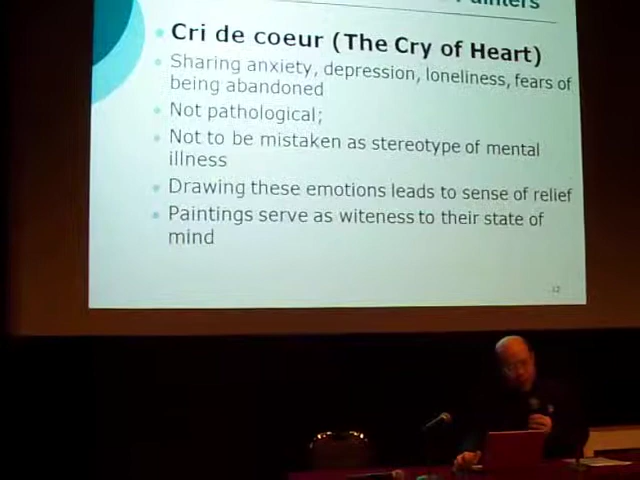 Painters
Cri de coeur (The Cry of Heart)
Sharing anxiety, depression, loneliness, fears of
being abandoned
Not pathological;
Not to be mistaken as stereotype of mental
illness
Drawing these emotions leads to sense of relief
Paintings serve as witeness to their state of
mind
12